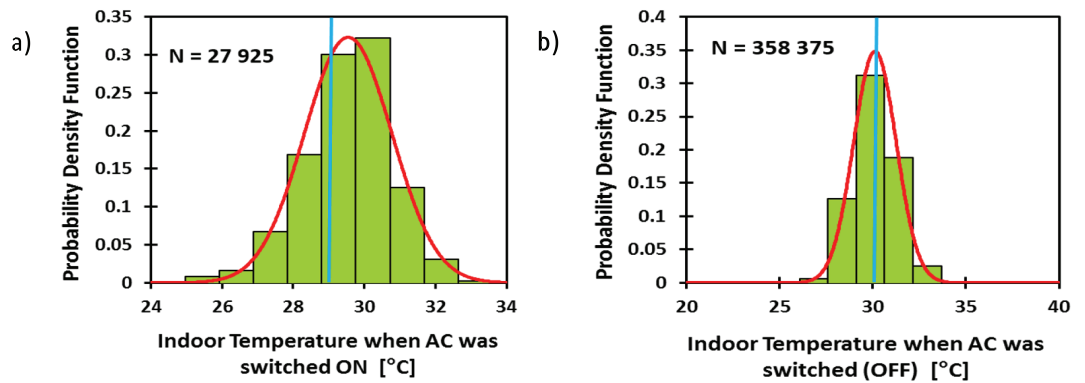 a)
Probability Density Function
0.35
0.3
0.25
0.2
0.15
0.1
0.05
0
N = 27 925
24 26 28 30 32 34
Indoor Temperature when AC was
switched ON [°C]
b)
Probability Density Function
0.4
0.35
0.3
0.25
0.2
0.15
0.1
0.05
0
N = 358 375
20 25 30 35 40
Indoor Temperature when AC was
switched (OFF) [°C]